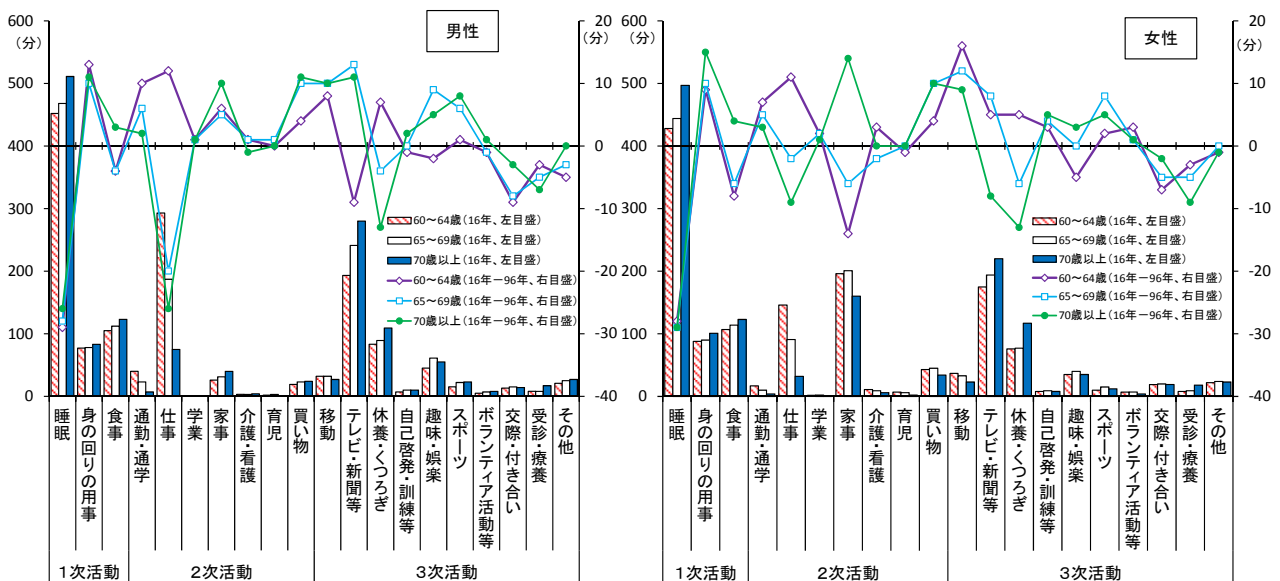 男性
600
(分)
500
400
300
200
100
0
20
(分)
10
0
-10
-20
-30
-40
60～64歳(16年、左目盛)
65～69歳(16年、左目盛)
70歳以上(16年、左目盛)
60～64歳(16年－96年、右目盛)
65～69歳(16年－96年、右目盛)
70歳以上(16年－96年、右目盛)
睡眠
身の回りの用事
食事
通勤・通学
仕事
学業
家事
介護・看護
育児
買い物
移動
テレビ・新聞等
休養・くつろぎ
自己啓発・訓練等
趣味・娯楽
スポーツ
ボランティア活動等
交際・付き合い
受診・療養
その他
1次活動
2次活動
3次活動
女性
600
(分)
500
400
300
200
100
0
20
(分)
10
0
-10
-20
-30
-40
60～64歳(16年、左目盛)
65～69歳(16年、左目盛)
70歳以上(16年、左目盛)
60～64歳(16年－96年、右目盛)
65～69歳(16年－96年、右目盛)
70歳以上(16年－96年、右目盛)
睡眠
身の回りの用事
食事
通勤・通学
仕事
学業
家事
介護・看護
育児
買い物
移動
テレビ・新聞等
休養・くつろぎ
自己啓発・訓練等
趣味・娯楽
スポーツ
ボランティア活動等
交際・付き合い
受診・療養
その他
1次活動
2次活動
3次活動